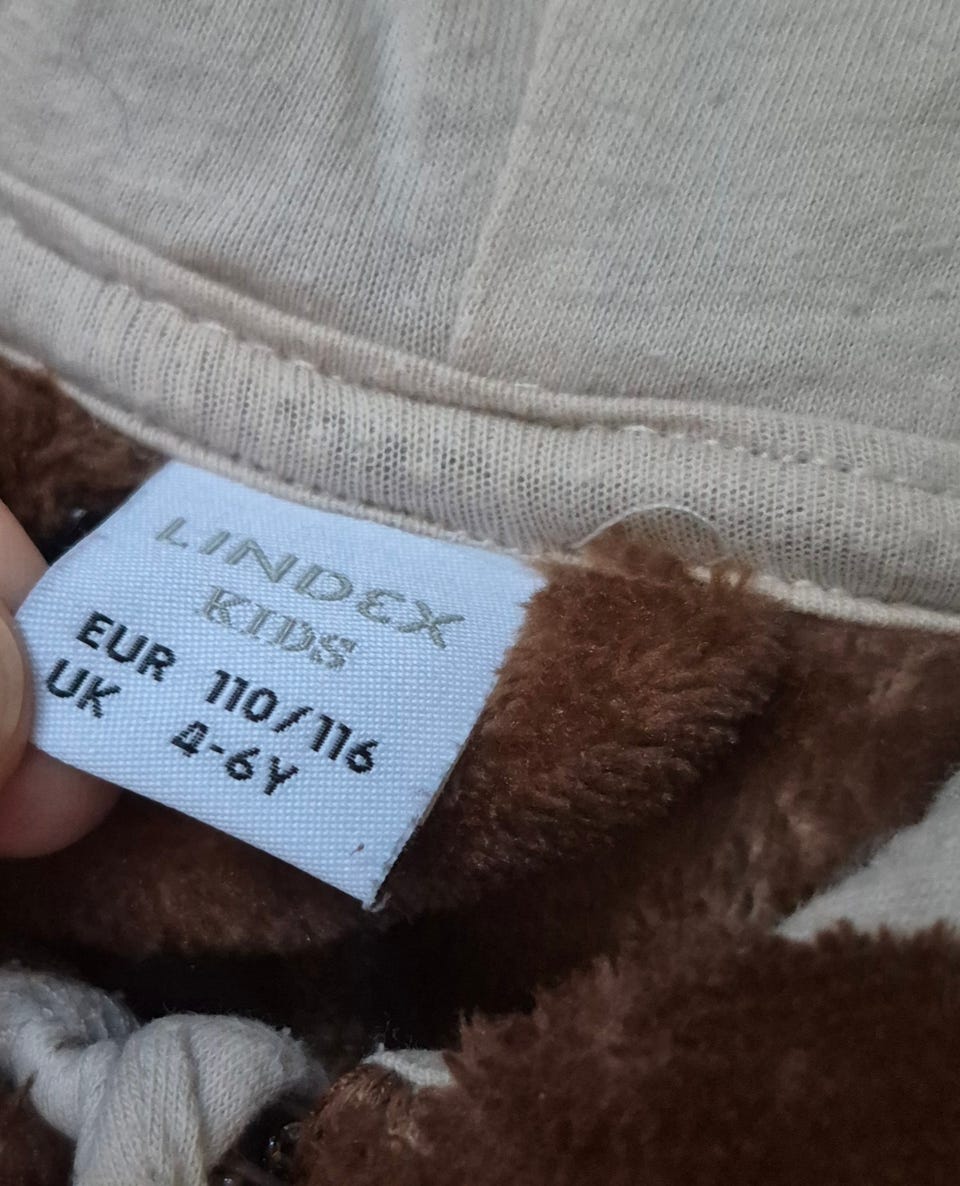 LINDEX
KIDS
EUR 110/116
UK 4-6Y